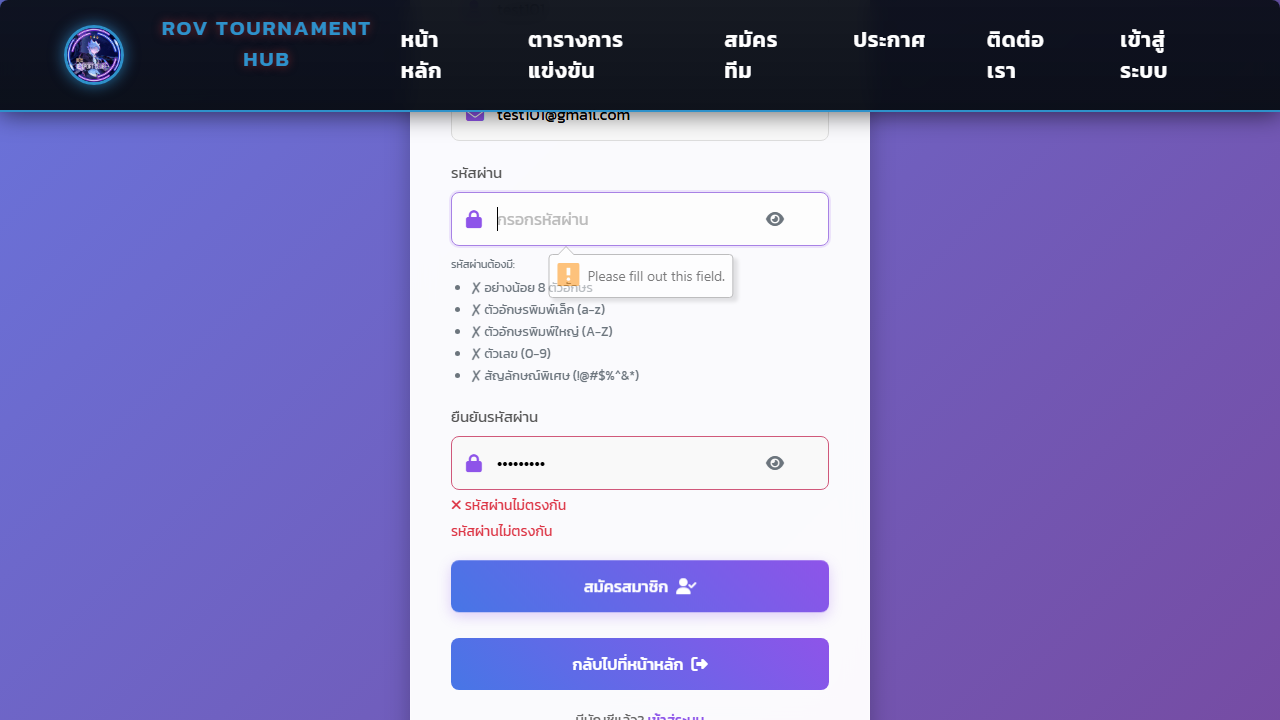 ROV TOURNAMENT
HUB
หน้า
หลัก
ตารางการ
แข่งขัน
สมัคร
ทีม
ประกาศ
ติดต่อ
เรา
เข้าสู่
ระบบ
test101@gmail.com
รหัสผ่าน
กรอกรหัสผ่าน
Please fill out this field.
รหัสผ่านต้องมี:
✗ อย่างน้อย 8 ตัวอักษร
✗ ตัวอักษรพิมพ์เล็ก (a-z)
✗ ตัวอักษรพิมพ์ใหญ่ (A-Z)
✗ ตัวเลข (0-9)
✗ สัญลักษณ์พิเศษ (!@#$%^&*)
ยืนยันรหัสผ่าน
•••••••••
✕ รหัสผ่านไม่ตรงกัน
รหัสผ่านไม่ตรงกัน
สมัครสมาชิก
กลับไปที่หน้าหลัก
มีบัญชีแล้ว? เข้าสู่ระบบ